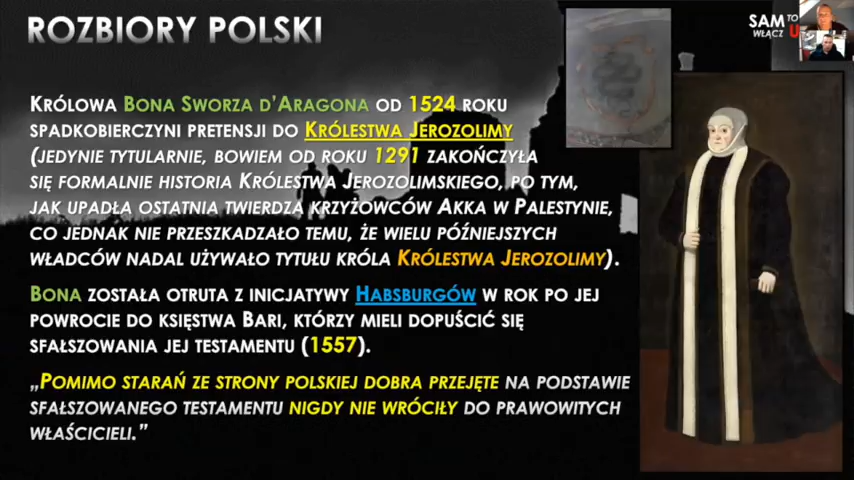 ROZBIORY POLSKI
SAM TO
WŁĄCZ U
KRÓLOWA BONA SWORZA D'ARAGONA OD 1524 ROKU
SPADKOBIERCZYNI PRETENSJI DO KRÓLESTWA JEROZOLIMY
(JEDYNIE TYTULARNIE, BOWIEM OD ROKU 1291 ZAKOŃCZYŁA
SIĘ FORMALNIE HISTORIA KRÓLESTWA JEROZOLIMSKIEGO, PO TYM,
JAK UPADŁA OSTATNIA TWIERDZA KRZYŻOWCÓW AKKA W PALESTYNIE,
CO JEDNAK NIE PRZESZKADZAŁO TEMU, ŻE WIELU PÓŹNIEJSZYCH
WŁADCÓW NADAL UŻYWAŁO TYTUŁU KRÓLA KRÓLESTWA JEROZOLIMY).
BONA ZOSTAŁA OTRUTA Z INICJATYWY HABSBURGÓW W ROK PO JEJ
POWROCIE DO KSIĘSTWA BARI, KTÓRZY MIELI DOPUŚCIĆ SIĘ
SFAŁSZOWANIA JEJ TESTAMENTU (1557).
„POMIMO STARAŃ ZE STRONY POLSKIEJ DOBRA PRZEJĘTE NA PODSTAWIE
SFAŁSZOWANEGO TESTAMENTU NIGDY NIE WRÓCIŁY DO PRAWOWITYCH
WŁAŚCICIELI."